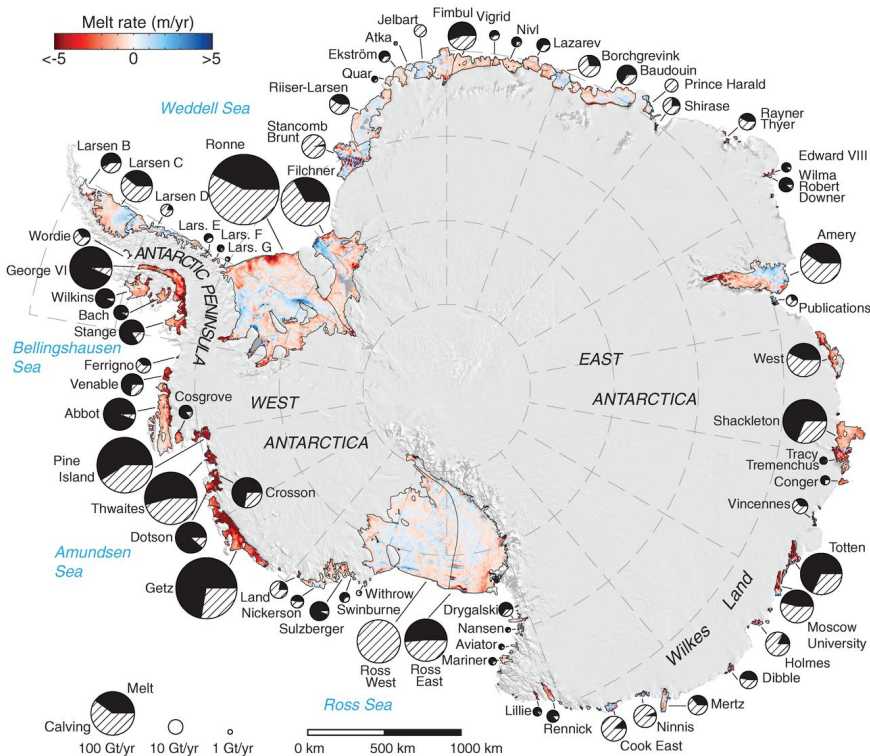 Melt rate (m/yr)
<-5 0 >5
Weddell Sea
Jelbart
Atka
Ekström
Quar
Riiser-Larsen
Stancomb
Brunt
Fimbul
Vigrid
Nivl
Lazarev
Borchgrevink
Baudouin
Prince Harald
Shirase
Rayner
Thyer
Edward VIII
Wilma
Robert
Downer
Amery
Publications
West
Shackleton
Tracy
Tremenchus
Conger
Vincennes
Totten
Moscow
University
Holmes
Dibble
Mertz
Ninnis
Cook East
Rennick
Lillie
Wilkes Land
EAST
ANTARCTICA
Larsen B
Larsen C
Larsen D
Lars. E
Lars. F
Lars. G
Ronne
Filchner
Wordie
George VI
Wilkins
Bach
Stange
ANTARCTIC PENINSULA
Bellingshausen
Sea
Ferrigno
Venable
Abbot
Cosgrove
WEST
ANTARCTICA
Pine
Island
Thwaites
Crosson
Dotson
Amundsen
Sea
Getz
Land
Nickerson
Sulzberger
Swinburne
Withrow
Ross
West
Ross
East
Drygalski
Nansen
Aviator
Mariner
Ross Sea
Melt
Calving
100 Gt/yr 10 Gt/yr 1 Gt/yr
0 km 500 km 1000 km